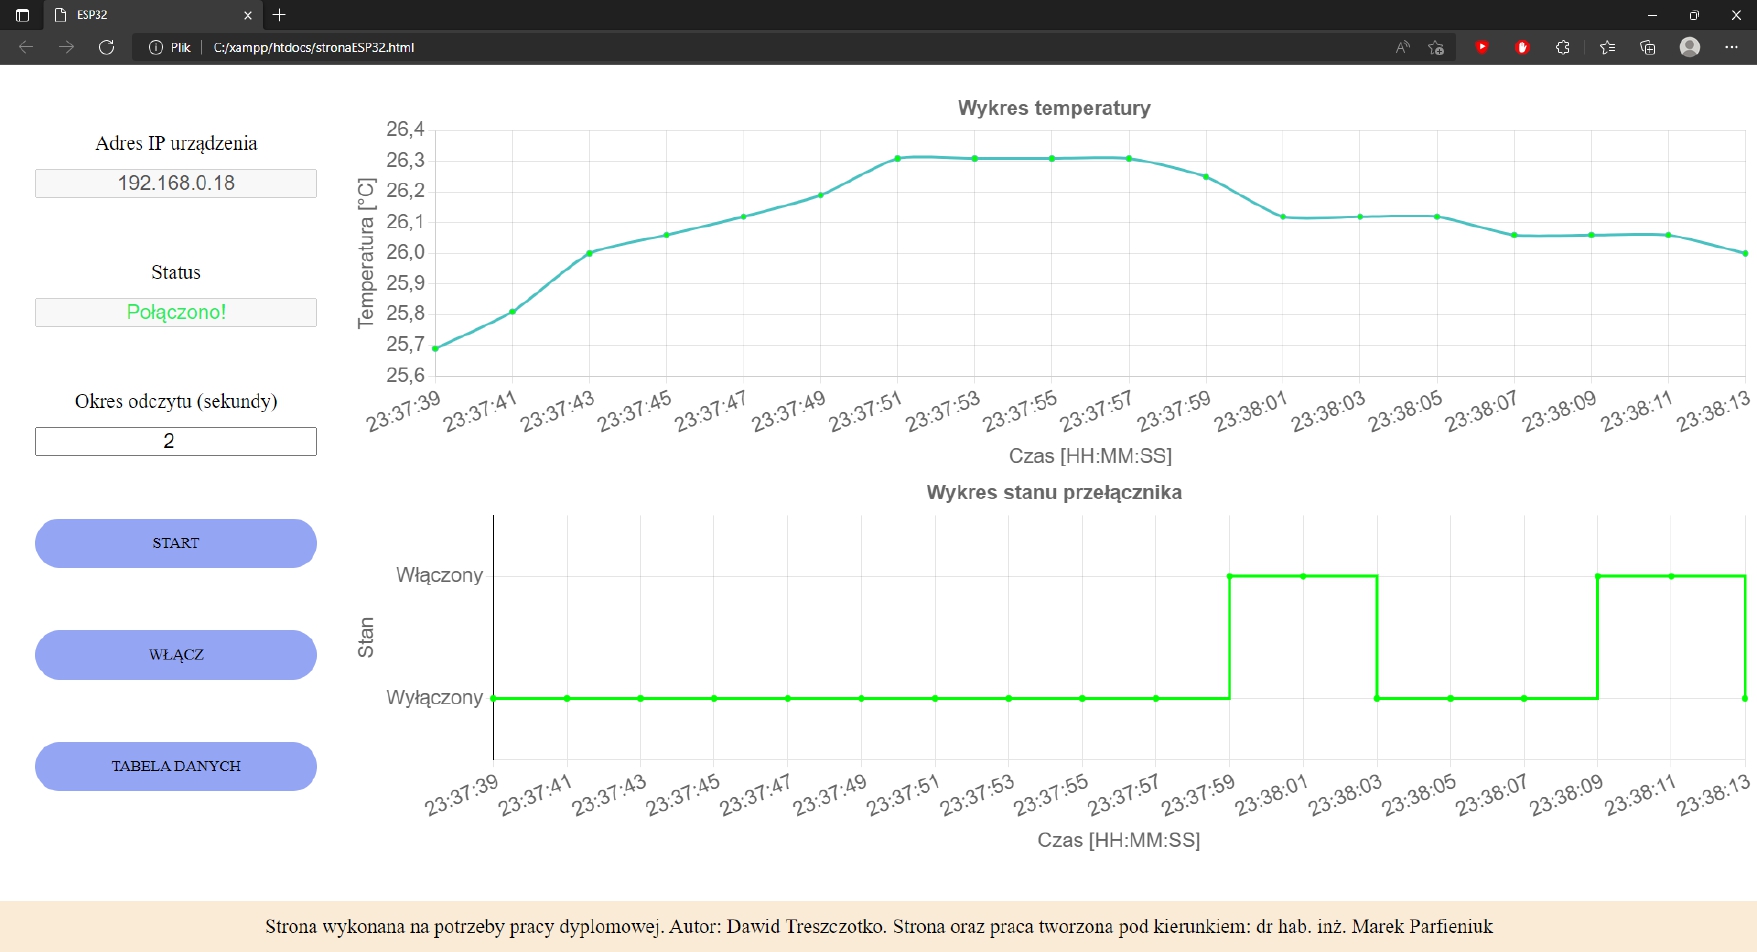 ESP32
Plik
C:/xampp/htdocs/stronaESP32.html
Adres IP urządzenia
192.168.0.18
Status
Połączono!
Okres odczytu (sekundy)
2
START
WŁĄCZ
TABELA DANYCH
Wykres temperatury
Temperatura [°C]
26,4
26,3
26,2
26,1
26,0
25,9
25,8
25,7
25,6
23:37:39 23:37:41 23:37:43 23:37:45 23:37:47 23:37:49 23:37:51 23:37:53 23:37:55 23:37:57 23:37:59 23:38:01 23:38:03 23:38:05 23:38:07 23:38:09 23:38:11 23:38:13
Czas [HH:MM:SS]
Wykres stanu przełącznika
Stan
Włączony
Wyłączony
23:37:39 23:37:41 23:37:43 23:37:45 23:37:47 23:37:49 23:37:51 23:37:53 23:37:55 23:37:57 23:37:59 23:38:01 23:38:03 23:38:05 23:38:07 23:38:09 23:38:11 23:38:13
Czas [HH:MM:SS]
Strona wykonana na potrzeby pracy dyplomowej. Autor: Dawid Treszczotko. Strona oraz praca tworzona pod kierunkiem: dr hab. inż. Marek Parfieniuk